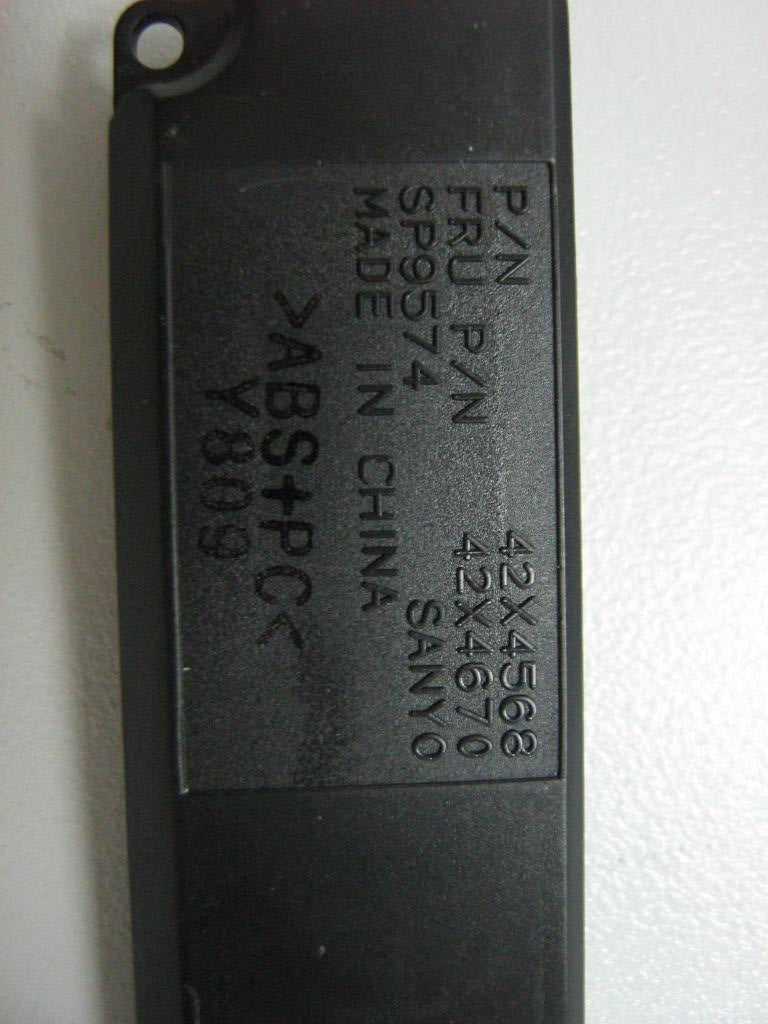 P/N 42X4568
FRU P/N 42X4670
SP9574 SANYO
MADE IN CHINA
>ABS+PC<
Y809